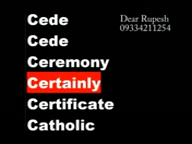 Cede
Cede
Ceremony
Certainly
Certificate
Catholic
Dear Rupesh
09334211254